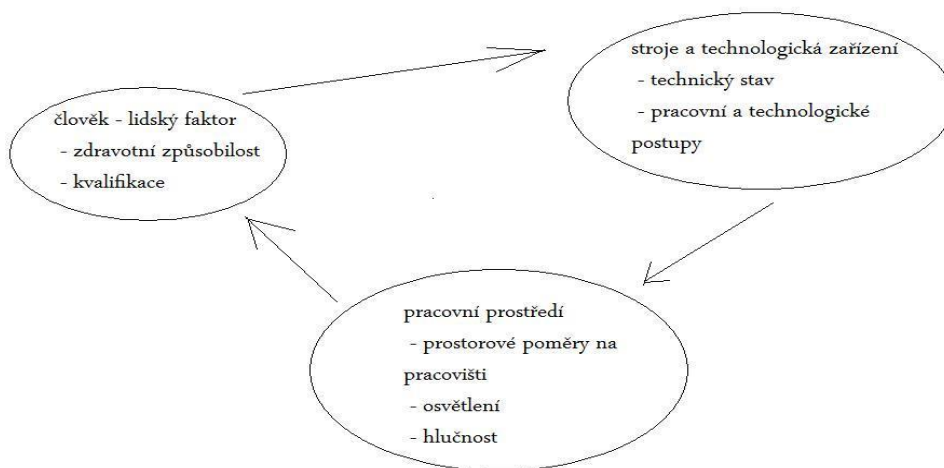 člověk - lidský faktor
- zdravotní způsobilost
- kvalifikace
stroje a technologická zařízení
- technický stav
- pracovní a technologické
postupy
pracovní prostředí
- prostorové poměry na
pracovišti
- osvětlení
- hlučnost